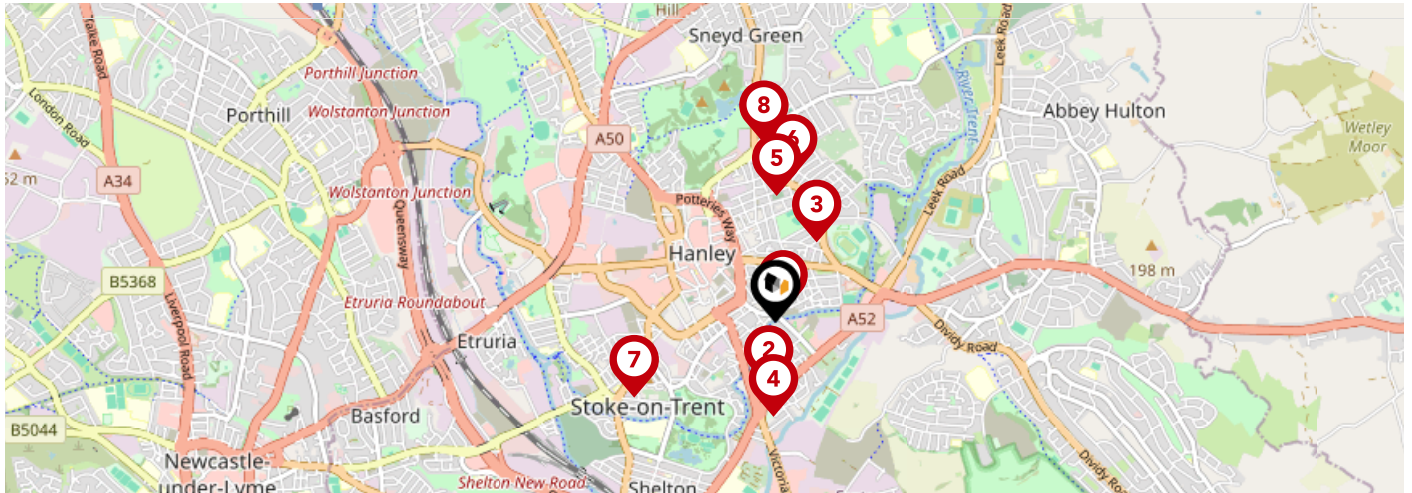 Hill
Sneyd Green
Leek Road
Porthill Junction
Wolstanton Junction
Porthill
London Road
A50
8
6
5
River Trent
Abbey Hulton
Wetley
Moor
52 m
A34
Wolstanton Junction
Queensway
Potteries Way
3
Leek Road
Hanley
B5368
198 m
Etruria Roundabout
Liverpool Road
A52
Dividy Road
Etruria
2
7
4
Stoke-on-Trent
Basford
B5044
Newcastle-
under-Lyme
Shelton New Road
Shelton
Victoria
Dividy Ro